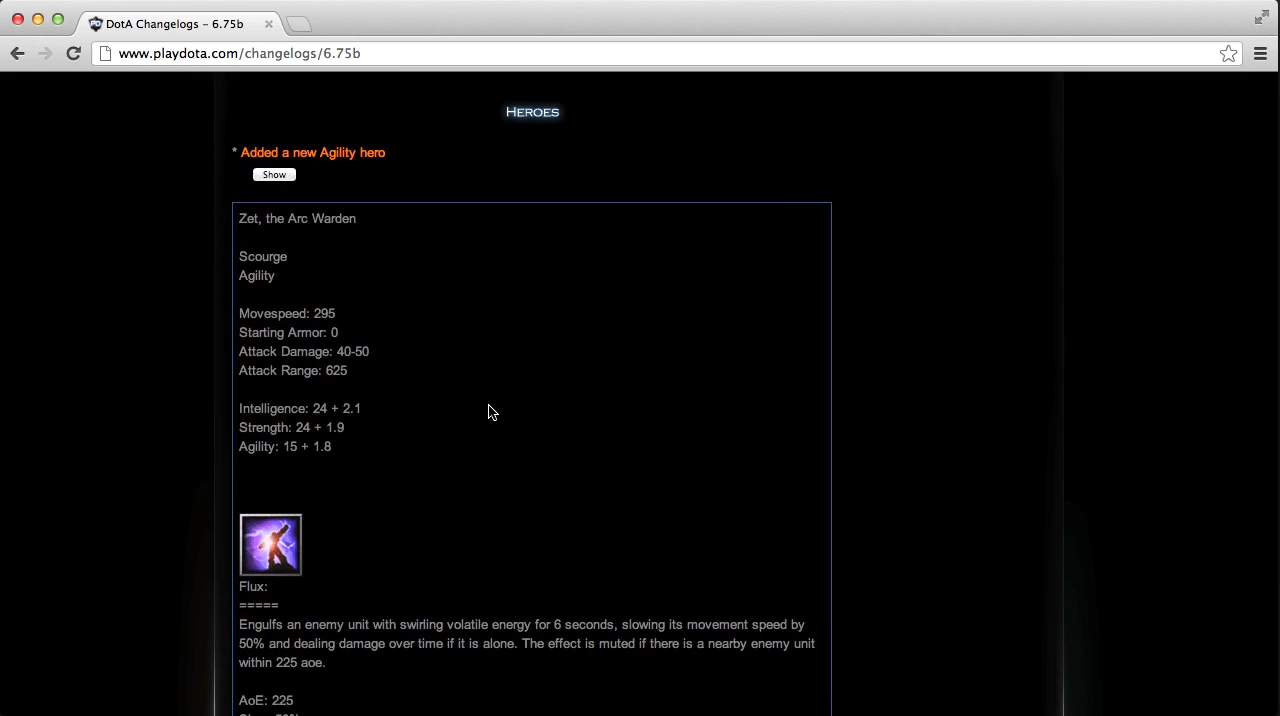 DotA Changelogs – 6.75b
www.playdota.com/changelogs/6.75b
Heroes
* Added a new Agility hero
Show
Zet, the Arc Warden
Scourge
Agility
Movespeed: 295
Starting Armor: 0
Attack Damage: 40-50
Attack Range: 625
Intelligence: 24 + 2.1
Strength: 24 + 1.9
Agility: 15 + 1.8
Flux:
=====
Engulfs an enemy unit with swirling volatile energy for 6 seconds, slowing its movement speed by
50% and dealing damage over time if it is alone. The effect is muted if there is a nearby enemy unit
within 225 aoe.
AoE: 225